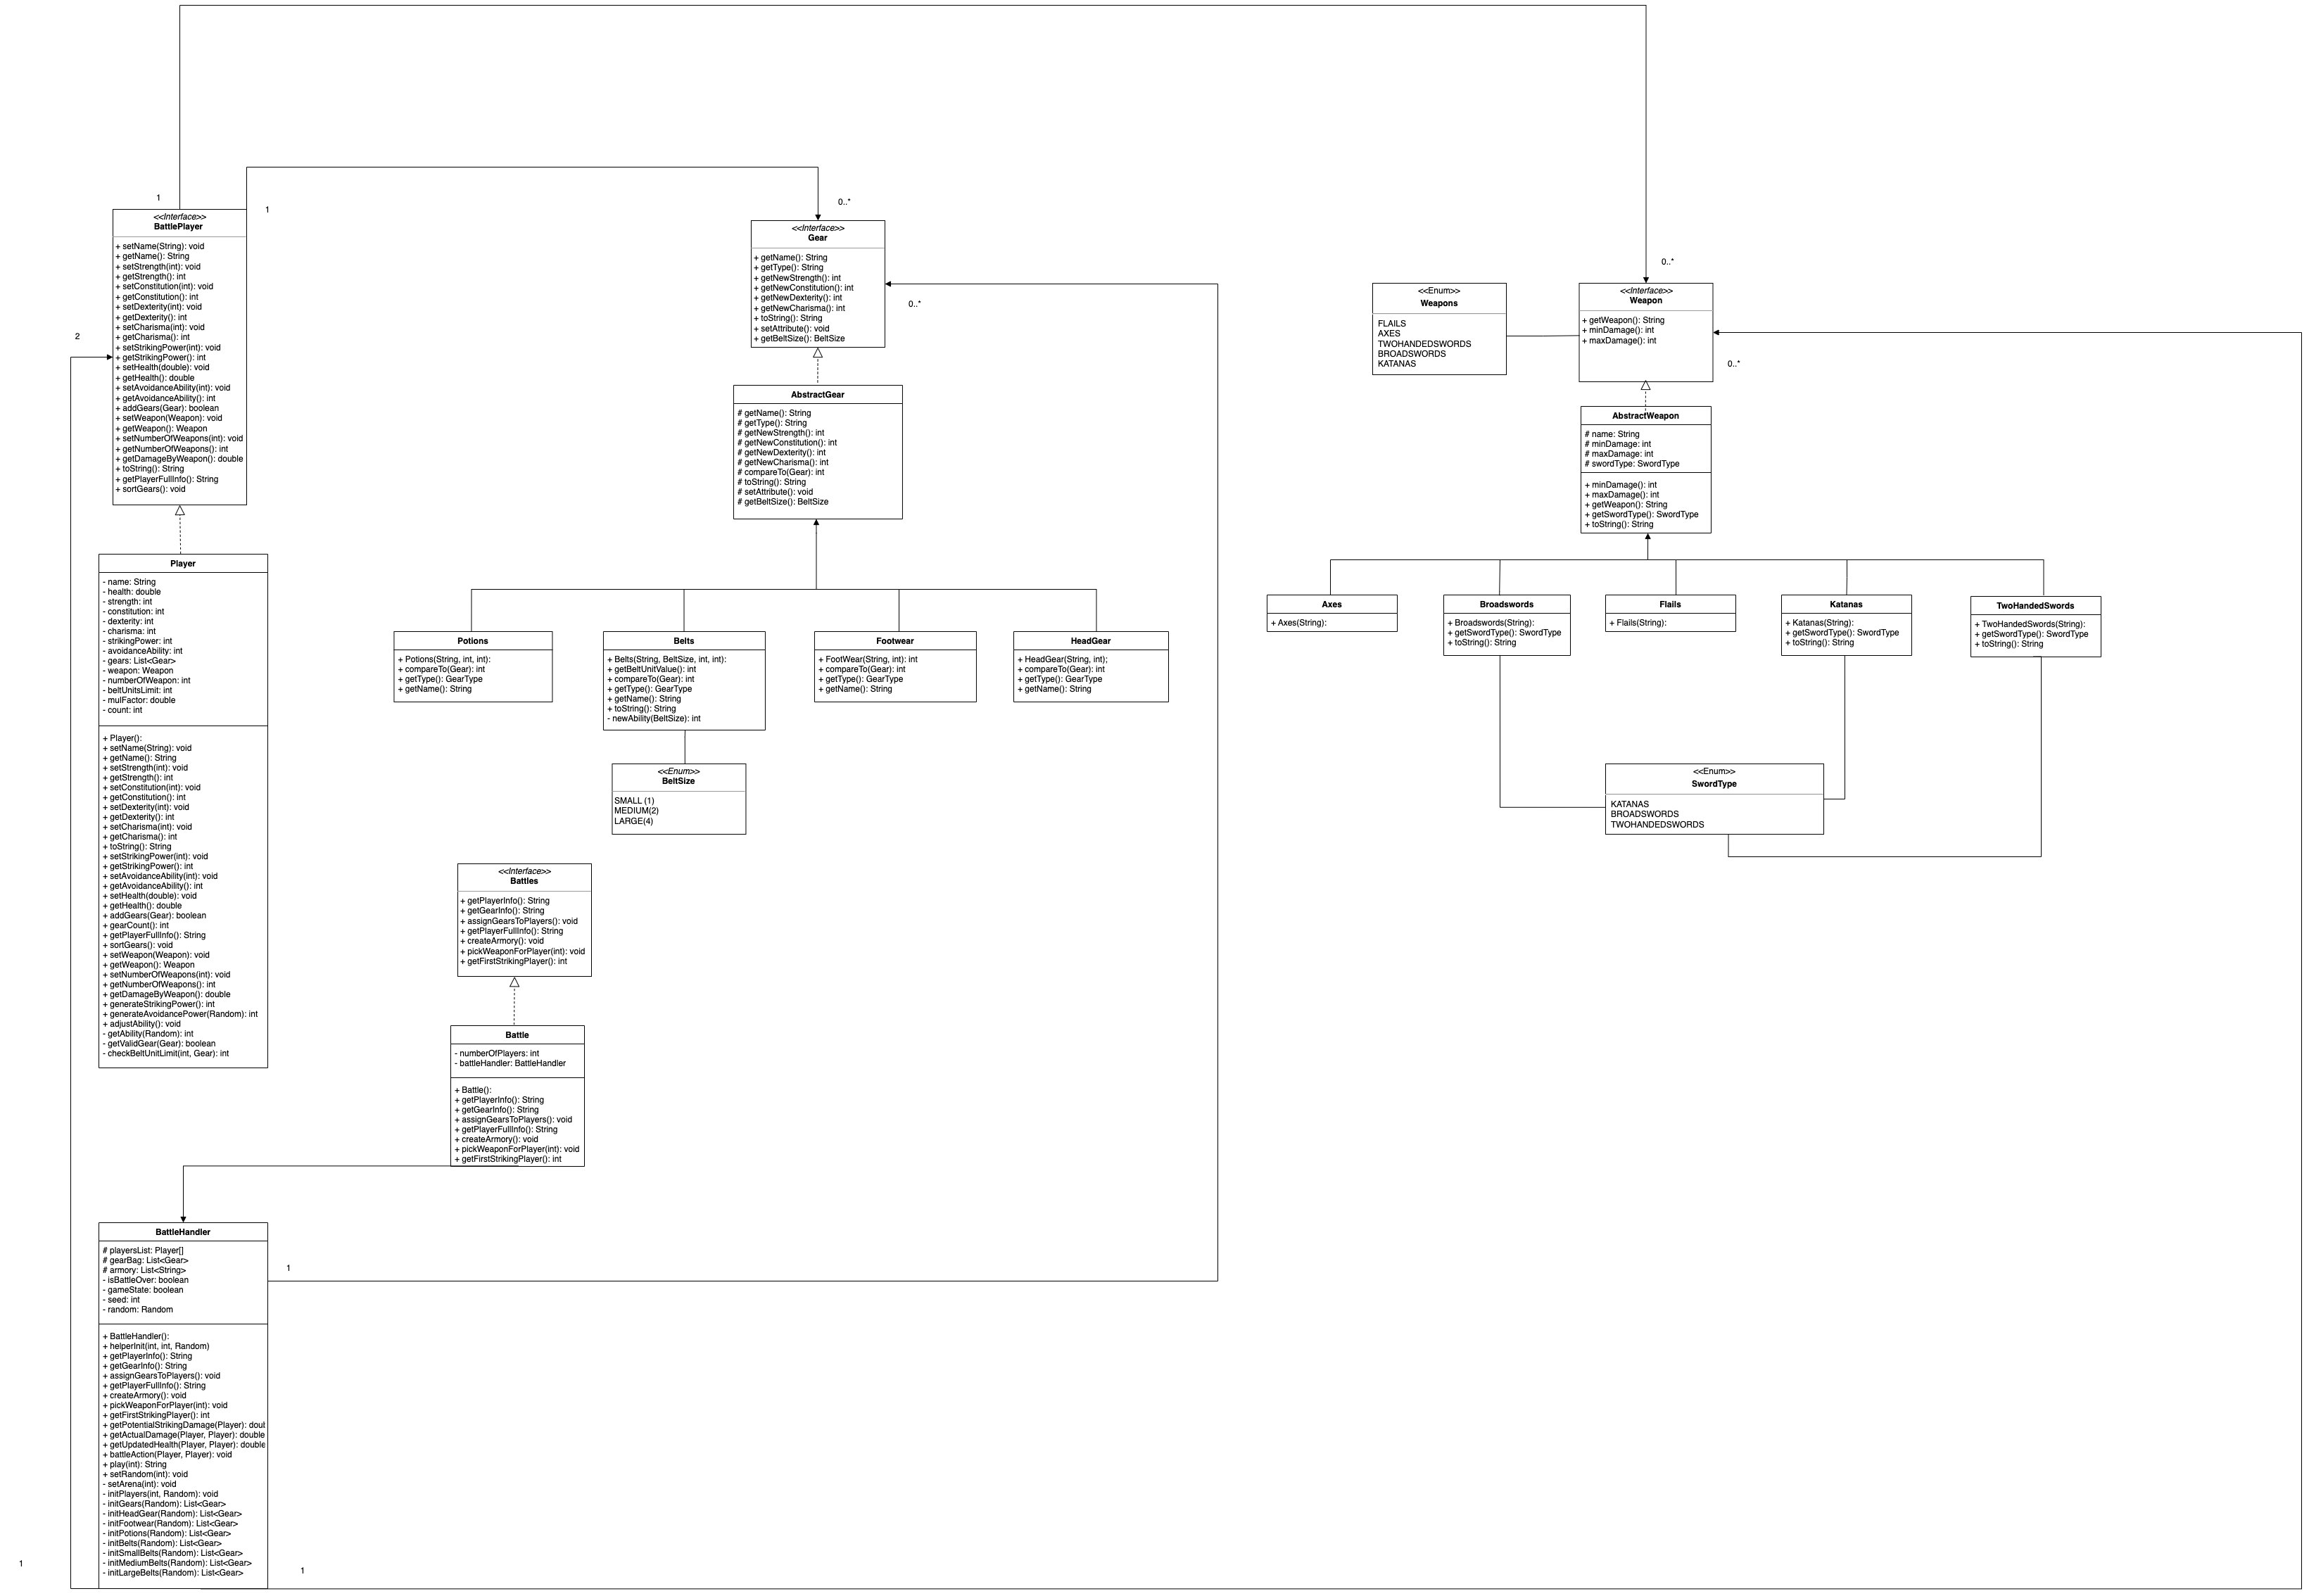 1
1
<<Interface>>
BattlePlayer
+ setName(String): void
+ getName(): String
+ setStrength(int): void
+ getStrength(): int
+ setConstitution(int): void
+ getConstitution(): int
+ setDexterity(int): void
+ getDexterity(): int
+ setCharisma(int): void
+ getCharisma(): int
+ setStrikingPower(int): void
+ getStrikingPower(): int
+ setHealth(double): void
+ getHealth(): double
+ setAvoidanceAbility(int): void
+ getAvoidanceAbility(): int
+ addGears(Gear): boolean
+ setWeapon(Weapon): void
+ getWeapon(): Weapon
+ setNumberOfWeapons(int): void
+ getNumberOfWeapons(): int
+ getDamageByWeapon(): double
+ toString(): String
+ getPlayerFullInfo(): String
+ sortGears(): void
2
0..*
<<Interface>>
Gear
+ getName(): String
+ getType(): String
+ getNewStrength(): int
+ getNewConstitution(): int
+ getNewDexterity(): int
+ getNewCharisma(): int
+ toString(): String
+ setAttribute(): void
+ getBeltSize(): BeltSize
0..*
<<Enum>>
Weapons
FLAILS
AXES
TWOHANDEDSWORDS
BROADSWORDS
KATANAS
0..*
<<Interface>>
Weapon
+ getWeapon(): String
+ minDamage(): int
+ maxDamage(): int
0..*
AbstractGear
# getName(): String
# getType(): String
# getNewStrength(): int
# getNewConstitution(): int
# getNewDexterity(): int
# getNewCharisma(): int
# compareTo(Gear): int
# toString(): String
# setAttribute(): void
# getBeltSize(): BeltSize
AbstractWeapon
# name: String
# minDamage: int
# maxDamage: int
# swordType: SwordType
+ minDamage(): int
+ maxDamage(): int
+ getWeapon(): String
+ getSwordType(): SwordType
+ toString(): String
Player
- name: String
- health: double
- strength: int
- constitution: int
- dexterity: int
- charisma: int
- strikingPower: int
- avoidanceAbility: int
- gears: List<Gear>
- weapon: Weapon
- numberOfWeapon: int
- beltUnitsLimit: int
- mulFactor: double
- count: int
+ Player():
+ setName(String): void
+ getName(): String
+ setStrength(int): void
+ getStrength(): int
+ setConstitution(int): void
+ getConstitution(): int
+ setDexterity(int): void
+ getDexterity(): int
+ setCharisma(int): void
+ getCharisma(): int
+ toString(): String
+ setStrikingPower(int): void
+ getStrikingPower(): int
+ setAvoidanceAbility(int): void
+ getAvoidanceAbility(): int
+ setHealth(double): void
+ getHealth(): double
+ addGears(Gear): boolean
+ gearCount(): int
+ getPlayerFullInfo(): String
+ sortGears(): void
+ setWeapon(Weapon): void
+ getWeapon(): Weapon
+ setNumberOfWeapons(int): void
+ getNumberOfWeapons(): int
+ getDamageByWeapon(): double
+ generateStrikingPower(): int
+ generateAvoidancePower(Random): int
+ adjustAbility(): void
- getAbility(Random): int
- getValidGear(Gear): boolean
- checkBeltUnitLimit(int, Gear): int
Potions
+ Potions(String, int, int):
+ compareTo(Gear): int
+ getType(): GearType
+ getName(): String
Belts
+ Belts(String, BeltSize, int, int):
+ getBeltUnitValue(): int
+ compareTo(Gear): int
+ getType(): GearType
+ getName(): String
+ toString(): String
- newAbility(BeltSize): int
Footwear
+ FootWear(String, int): int
+ compareTo(Gear): int
+ getType(): GearType
+ getName(): String
HeadGear
+ HeadGear(String, int);
+ compareTo(Gear): int
+ getType(): GearType
+ getName(): String
Axes
+ Axes(String):
Broadswords
+ Broadswords(String):
+ getSwordType(): SwordType
+ toString(): String
Flails
+ Flails(String):
Katanas
+ Katanas(String):
+ getSwordType(): SwordType
+ toString(): String
TwoHandedSwords
+ TwoHandedSwords(String):
+ getSwordType(): SwordType
+ toString(): String
<<Enum>>
BeltSize
SMALL (1)
MEDIUM(2)
LARGE(4)
<<Enum>>
SwordType
KATANAS
BROADSWORDS
TWOHANDEDSWORDS
<<Interface>>
Battles
+ getPlayerInfo(): String
+ getGearInfo(): String
+ assignGearsToPlayers(): void
+ getPlayerFullInfo(): String
+ createArmory(): void
+ pickWeaponForPlayer(int): void
+ getFirstStrikingPlayer(): int
Battle
- numberOfPlayers: int
- battleHandler: BattleHandler
+ Battle():
+ getPlayerInfo(): String
+ getGearInfo(): String
+ assignGearsToPlayers(): void
+ getPlayerFullInfo(): String
+ createArmory(): void
+ pickWeaponForPlayer(int): void
+ getFirstStrikingPlayer(): int
BattleHandler
# playersList: Player[]
# gearBag: List<Gear>
# armory: List<String>
- isBattleOver: boolean
- gameState: boolean
- seed: int
- random: Random
+ BattleHandler():
+ helperInit(int, int, Random)
+ getPlayerInfo(): String
+ getGearInfo(): String
+ assignGearsToPlayers(): void
+ getPlayerFullInfo(): String
+ createArmory(): void
+ pickWeaponForPlayer(int): void
+ getFirstStrikingPlayer(): int
+ getPotentialStrikingDamage(Player): doul
+ getActualDamage(Player, Player): double
+ getUpdatedHealth(Player, Player): double
+ battleAction(Player, Player): void
+ play(int): String
+ setRandom(int): void
- setArena(int): void
- initPlayers(int, Random): void
- initGears(Random): List<Gear>
- initHeadGear(Random): List<Gear>
- initFootwear(Random): List<Gear>
- initPotions(Random): List<Gear>
- initBelts(Random): List<Gear>
- initSmallBelts(Random): List<Gear>
- initMediumBelts(Random): List<Gear>
- initLargeBelts(Random): List<Gear>
1
1
1